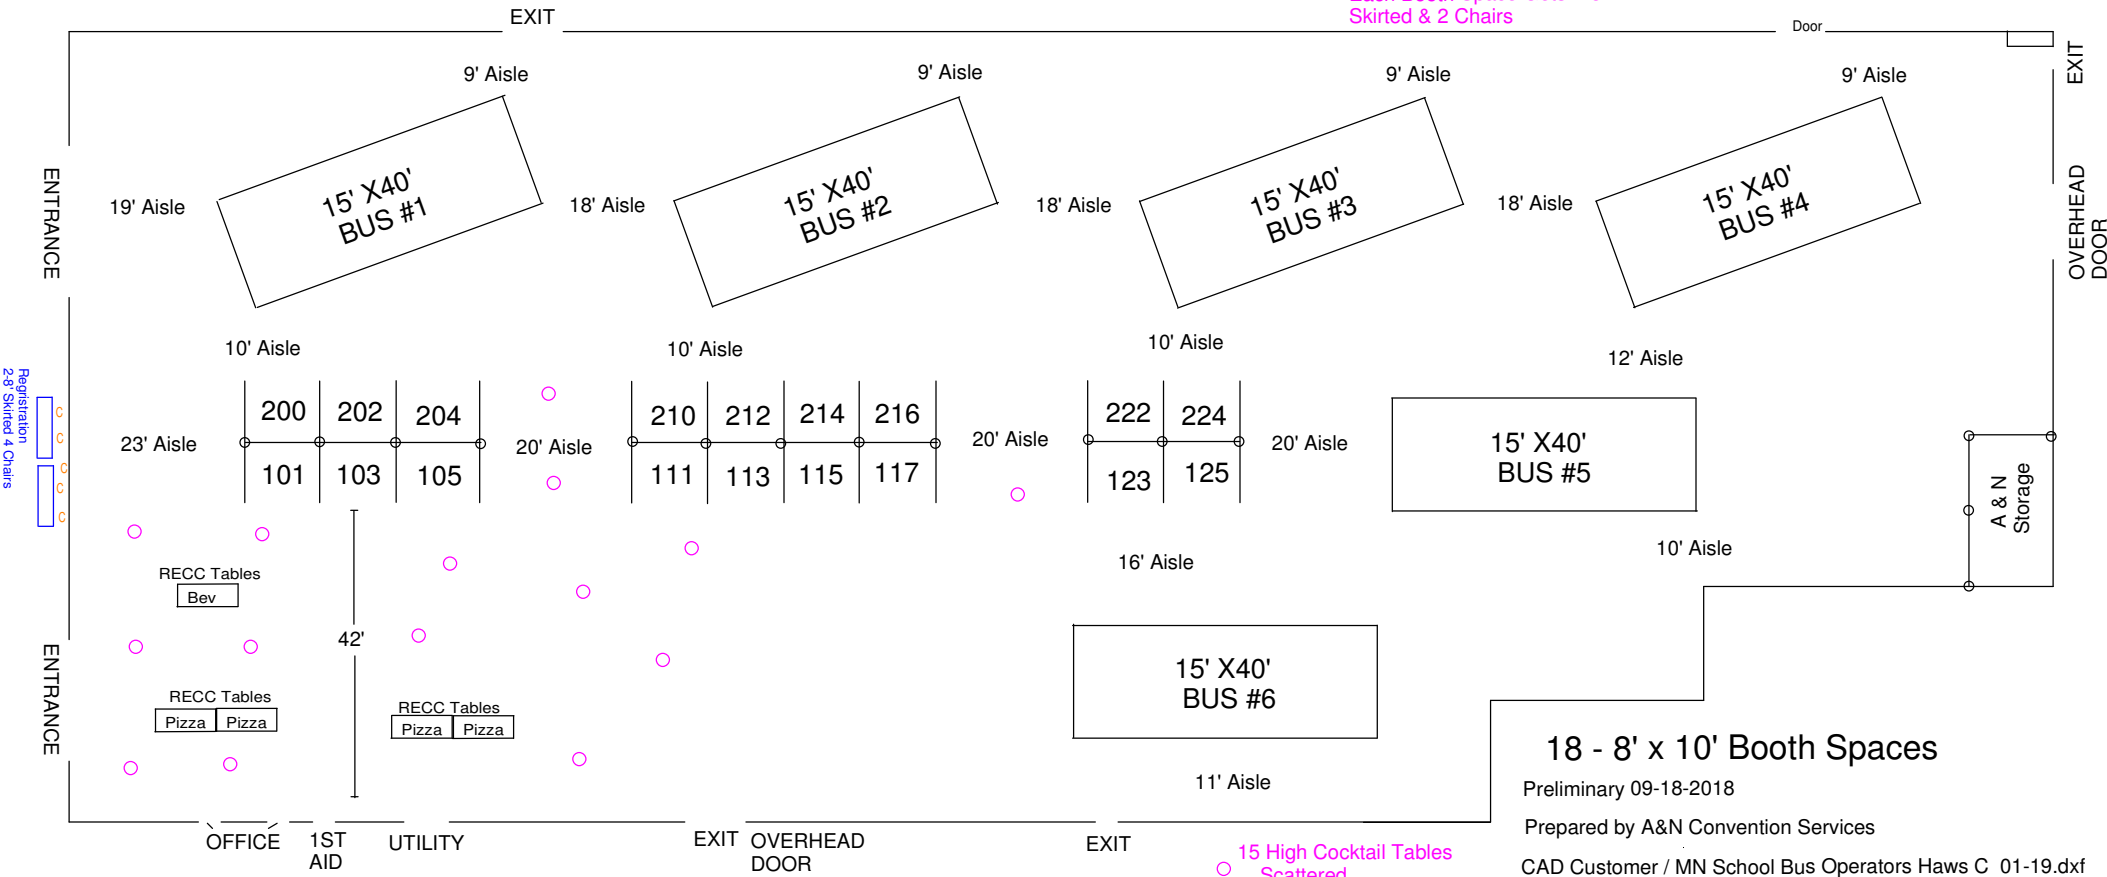 EXIT
Skirted & 2 Chairs
Door
EXIT
9' Aisle
9' Aisle
9' Aisle
9' Aisle
ENTRANCE
19' Aisle
15' X40'
BUS #1
18' Aisle
15' X40'
BUS #2
18' Aisle
15' X40'
BUS #3
18' Aisle
15' X40'
BUS #4
OVERHEAD
DOOR
10' Aisle
10' Aisle
10' Aisle
12' Aisle
Regristration
2-8' Skirted 4 Chairs
C
C
C
C
C
23' Aisle
200 202 204
101 103 105
20' Aisle
210 212 214 216
111 113 115 117
20' Aisle
222 224
123 125
20' Aisle
15' X40'
BUS #5
A & N
Storage
16' Aisle
10' Aisle
RECC Tables
Bev
42'
ENTRANCE
RECC Tables
Pizza Pizza
RECC Tables
Pizza Pizza
15' X40'
BUS #6
11' Aisle
18 - 8' x 10' Booth Spaces
Preliminary 09-18-2018
Prepared by A&N Convention Services
CAD Customer / MN School Bus Operators Haws C 01-19.dxf
OFFICE
1ST
AID
UTILITY
EXIT
OVERHEAD
DOOR
EXIT
15 High Cocktail Tables
Scattered